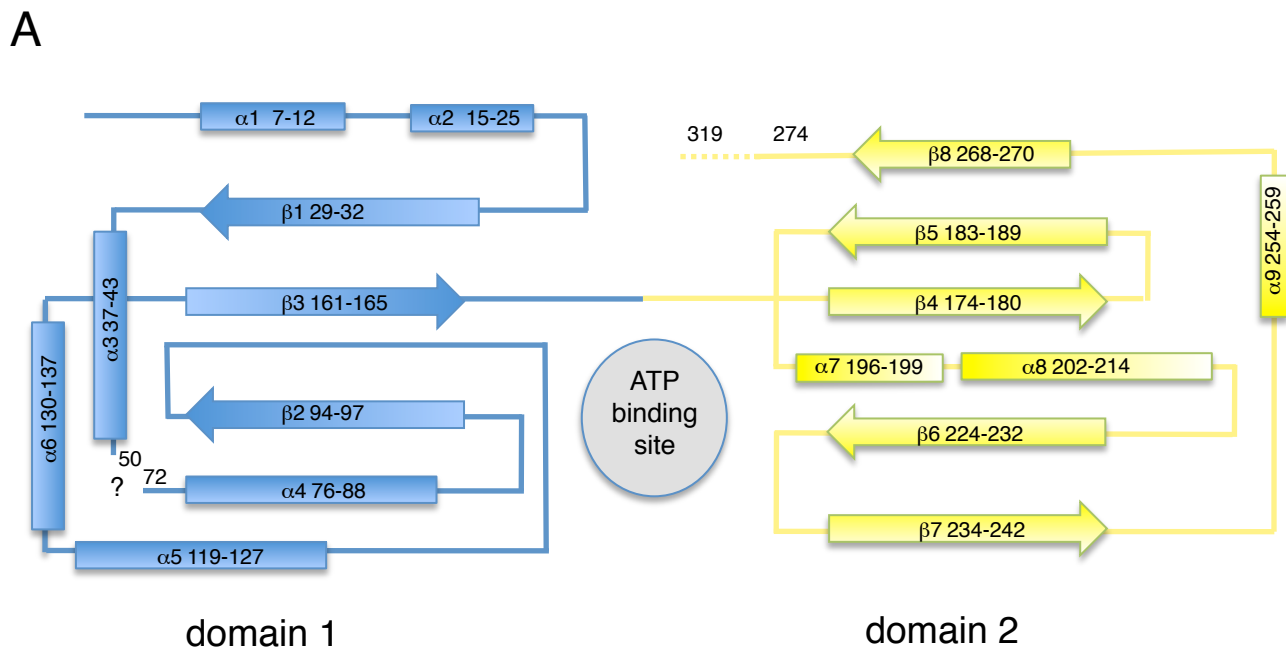 A
α1 7-12
α2 15-25
β1 29-32
α3 37-43
β3 161-165
α6 130-137
β2 94-97
50
?
72
α4 76-88
α5 119-127
domain 1
ATP
binding
site
319
274
β8 268-270
α9 254-259
β5 183-189
β4 174-180
α7 196-199
α8 202-214
β6 224-232
β7 234-242
domain 2